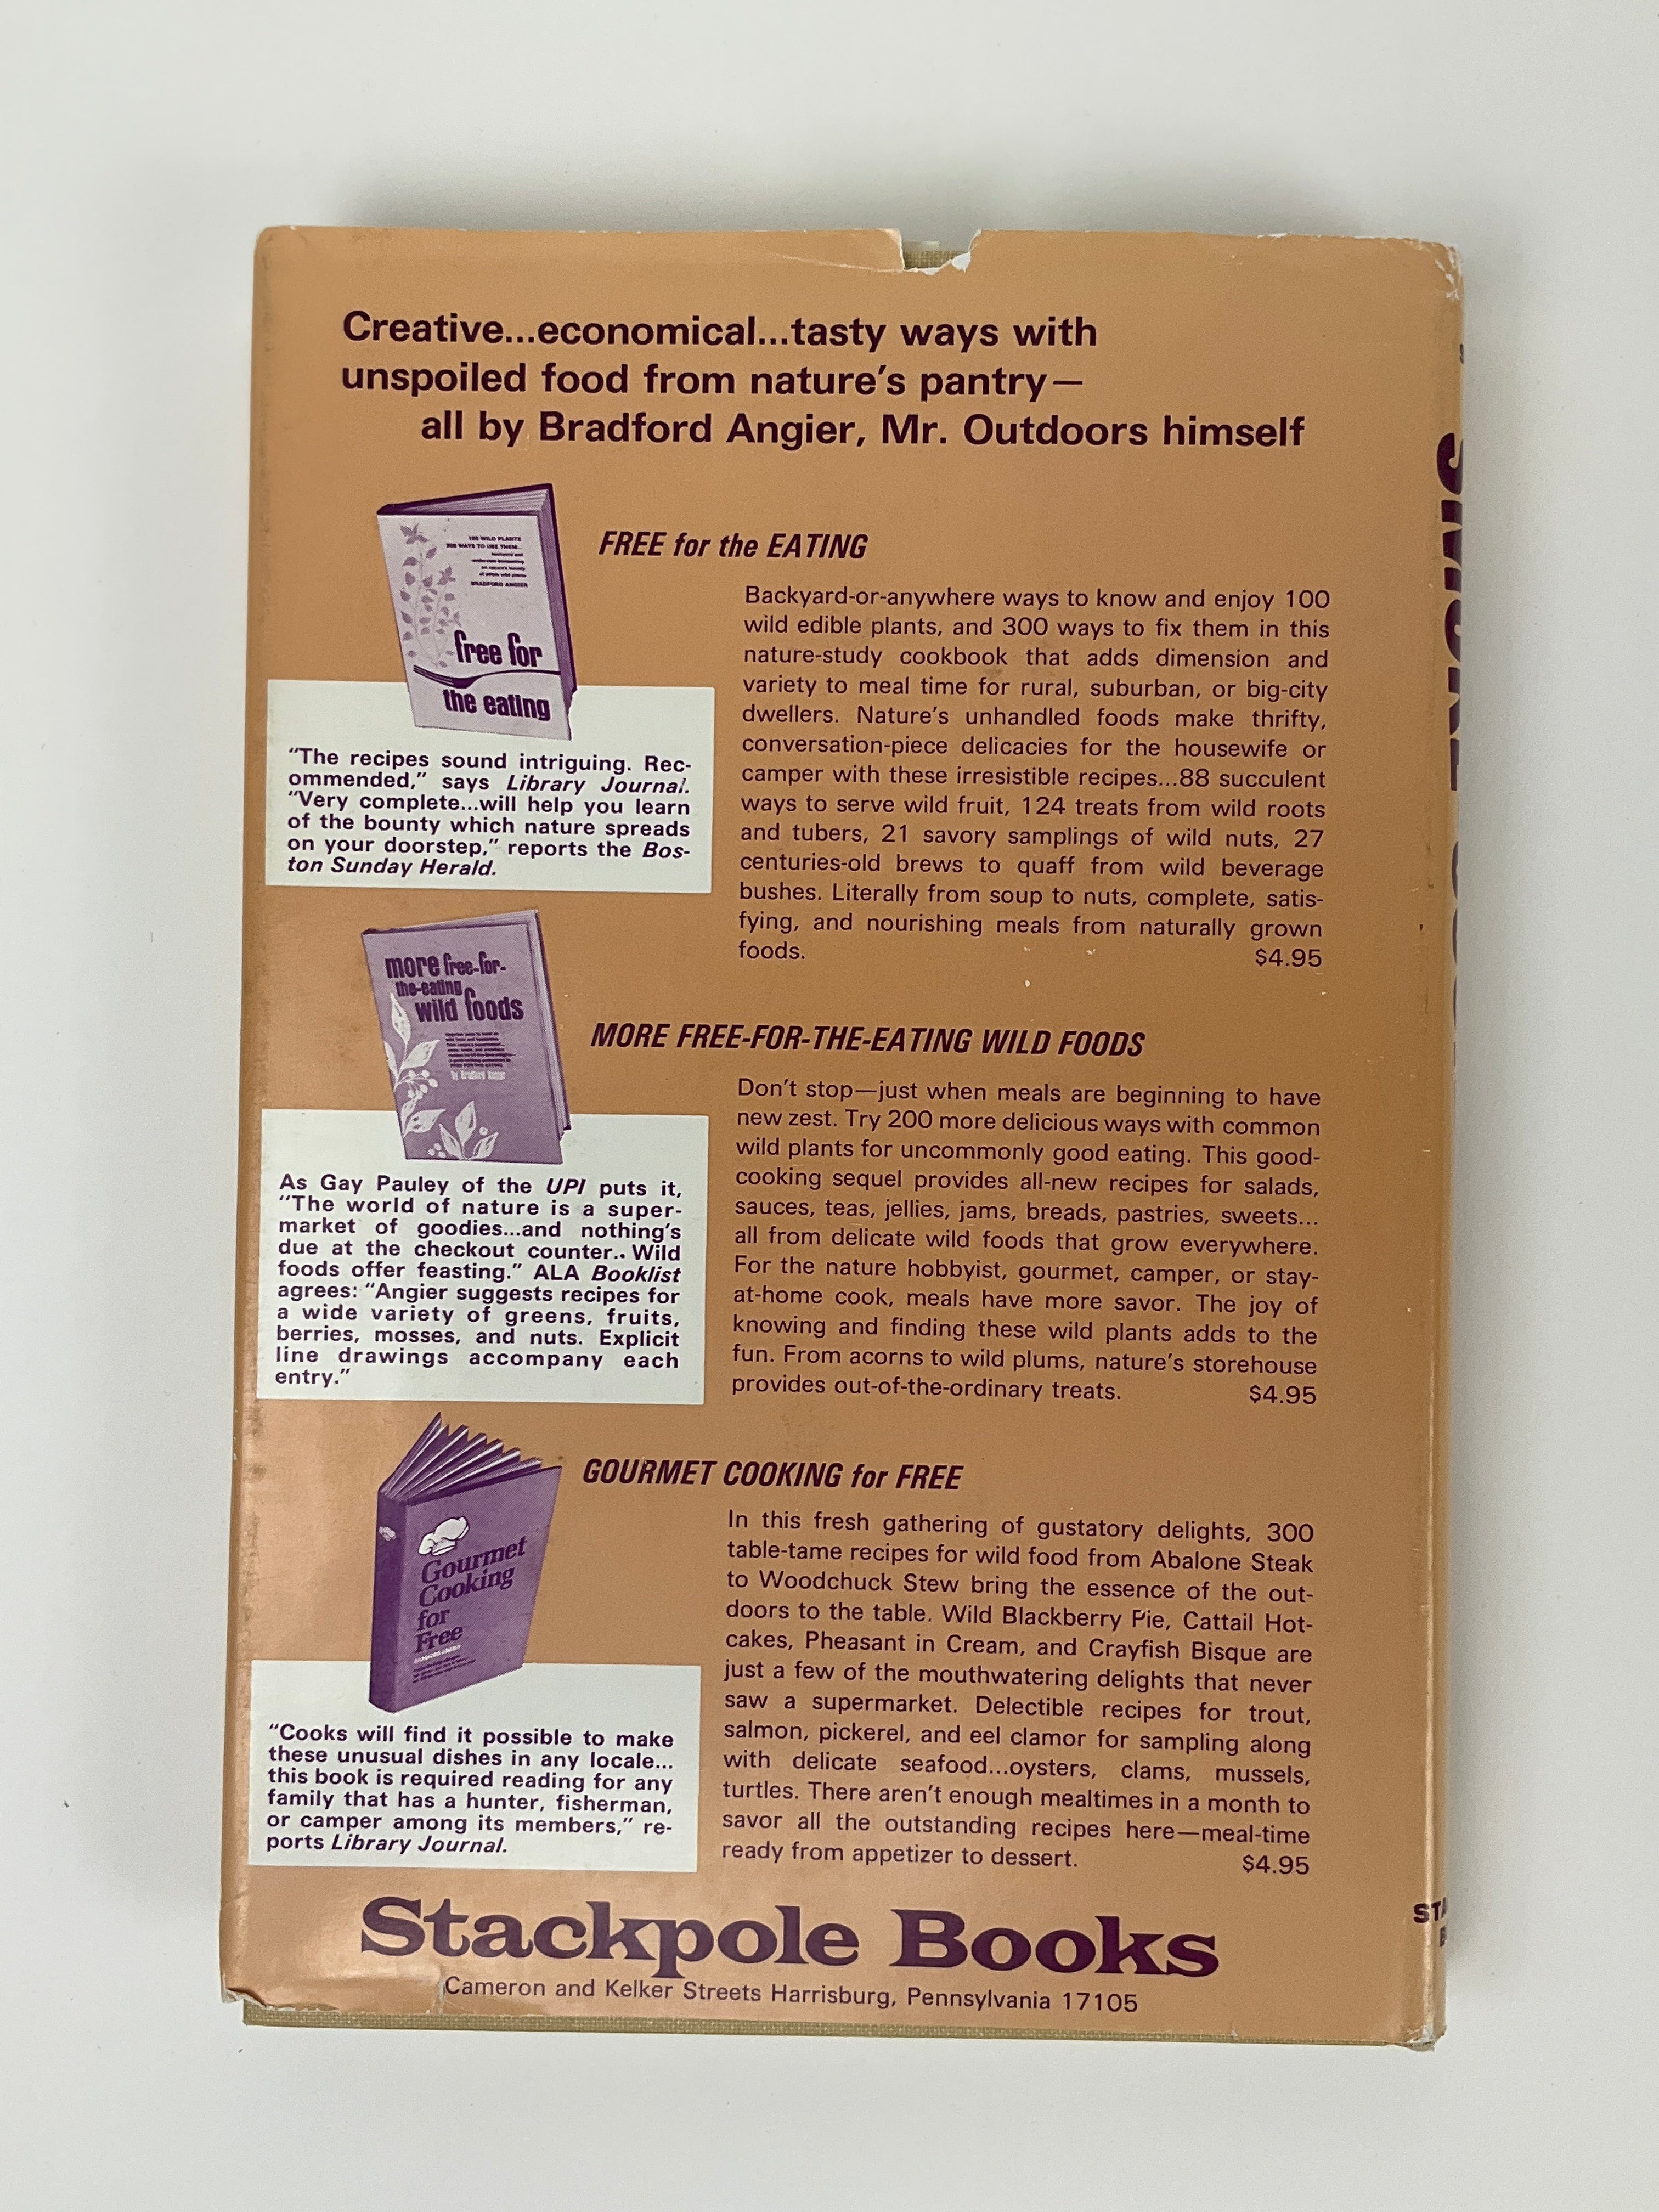 Creative...economical...tasty ways with
unspoiled food from nature's pantry—
all by Bradford Angier, Mr. Outdoors himself
100 WILD PLANTS
300 WAYS TO USE THEM...
BRADFORD ANGIER
free for
the eating
FREE for the EATING
Backyard-or-anywhere ways to know and enjoy 100
wild edible plants, and 300 ways to fix them in this
nature-study cookbook that adds dimension and
variety to meal time for rural, suburban, or big-city
dwellers. Nature's unhandled foods make thrifty,
conversation-piece delicacies for the housewife or
camper with these irresistible recipes...88 succulent
ways to serve wild fruit, 124 treats from wild roots
and tubers, 21 savory samplings of wild nuts, 27
centuries-old brews to quaff from wild beverage
bushes. Literally from soup to nuts, complete, satis-
fying, and nourishing meals from naturally grown
foods. $4.95
"The recipes sound intriguing. Rec-
ommended," says Library Journal.
"Very complete...will help you learn
of the bounty which nature spreads
on your doorstep," reports the Bos-
ton Sunday Herald.
more free-for-
the-eating
wild foods
by Bradford Angier
MORE FREE-FOR-THE-EATING WILD FOODS
Don't stop—just when meals are beginning to have
new zest. Try 200 more delicious ways with common
wild plants for uncommonly good eating. This good-
cooking sequel provides all-new recipes for salads,
sauces, teas, jellies, jams, breads, pastries, sweets...
all from delicate wild foods that grow everywhere.
For the nature hobbyist, gourmet, camper, or stay-
at-home cook, meals have more savor. The joy of
knowing and finding these wild plants adds to the
fun. From acorns to wild plums, nature's storehouse
provides out-of-the-ordinary treats. $4.95
As Gay Pauley of the UPI puts it,
"The world of nature is a super-
market of goodies...and nothing's
due at the checkout counter.. Wild
foods offer feasting." ALA Booklist
agrees: "Angier suggests recipes for
a wide variety of greens, fruits,
berries, mosses, and nuts. Explicit
line drawings accompany each
entry."
Gourmet
Cooking
for
Free
GOURMET COOKING for FREE
In this fresh gathering of gustatory delights, 300
table-tame recipes for wild food from Abalone Steak
to Woodchuck Stew bring the essence of the out-
doors to the table. Wild Blackberry Pie, Cattail Hot-
cakes, Pheasant in Cream, and Crayfish Bisque are
just a few of the mouthwatering delights that never
saw a supermarket. Delectible recipes for trout,
salmon, pickerel, and eel clamor for sampling along
with delicate seafood...oysters, clams, mussels,
turtles. There aren't enough mealtimes in a month to
savor all the outstanding recipes here—meal-time
ready from appetizer to dessert. $4.95
"Cooks will find it possible to make
these unusual dishes in any locale...
this book is required reading for any
family that has a hunter, fisherman,
or camper among its members," re-
ports Library Journal.
Stackpole Books
Cameron and Kelker Streets Harrisburg, Pennsylvania 17105